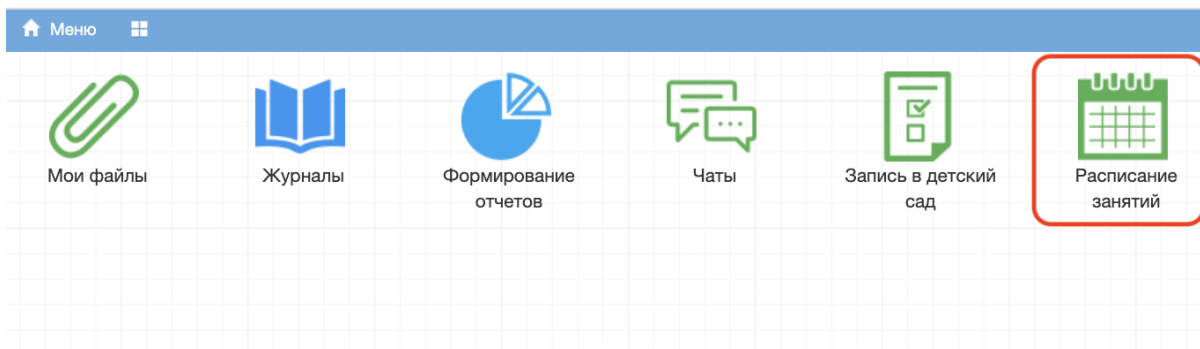 Меню
Мои файлы
Журналы
Формирование
отчетов
Чаты
Запись в детский
сад
Расписание
занятий